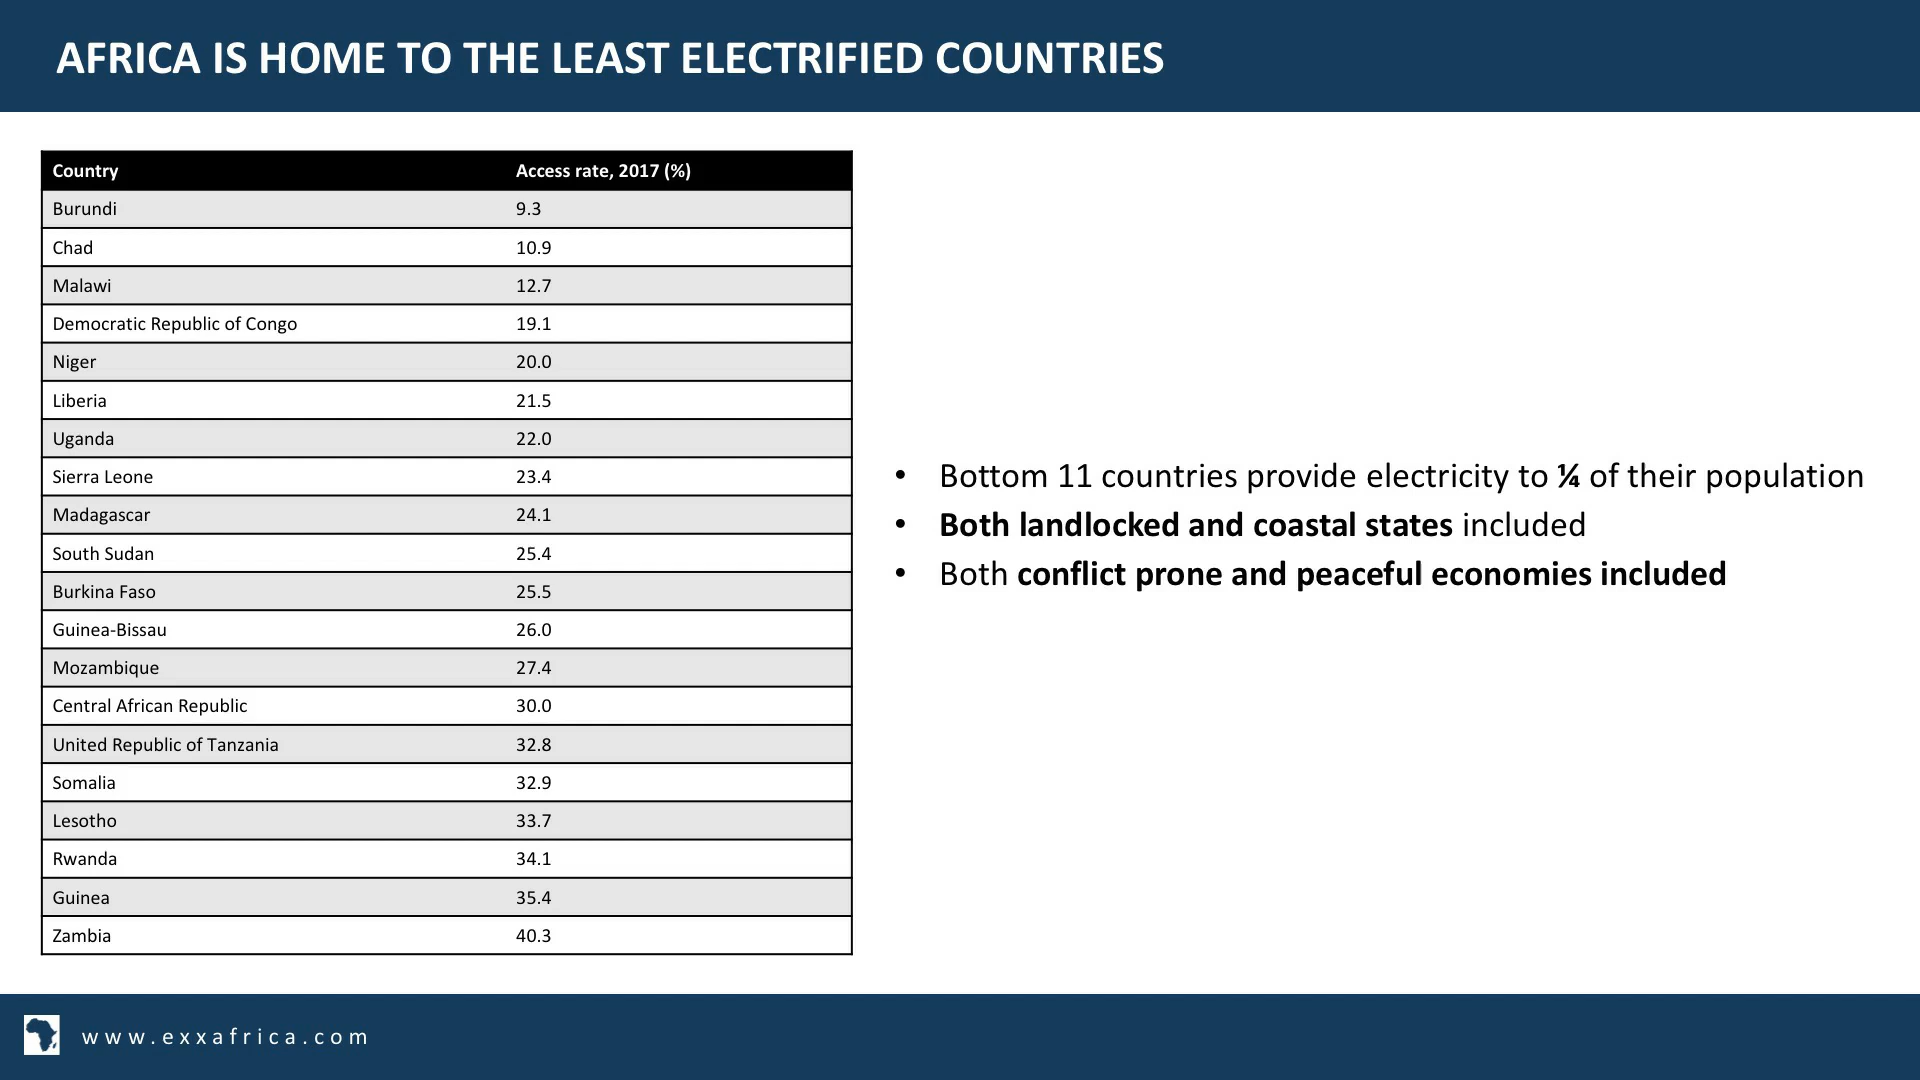 AFRICA IS HOME TO THE LEAST ELECTRIFIED COUNTRIES
Country Access rate, 2017 (%)
Burundi 9.3
Chad 10.9
Malawi 12.7
Democratic Republic of Congo 19.1
Niger 20.0
Liberia 21.5
Uganda 22.0
Sierra Leone 23.4
Madagascar 24.1
South Sudan 25.4
Burkina Faso 25.5
Guinea-Bissau 26.0
Mozambique 27.4
Central African Republic 30.0
United Republic of Tanzania 32.8
Somalia 32.9
Lesotho 33.7
Rwanda 34.1
Guinea 35.4
Zambia 40.3
• Bottom 11 countries provide electricity to ¼ of their population
• Both landlocked and coastal states included
• Both conflict prone and peaceful economies included
www.exxafrica.com